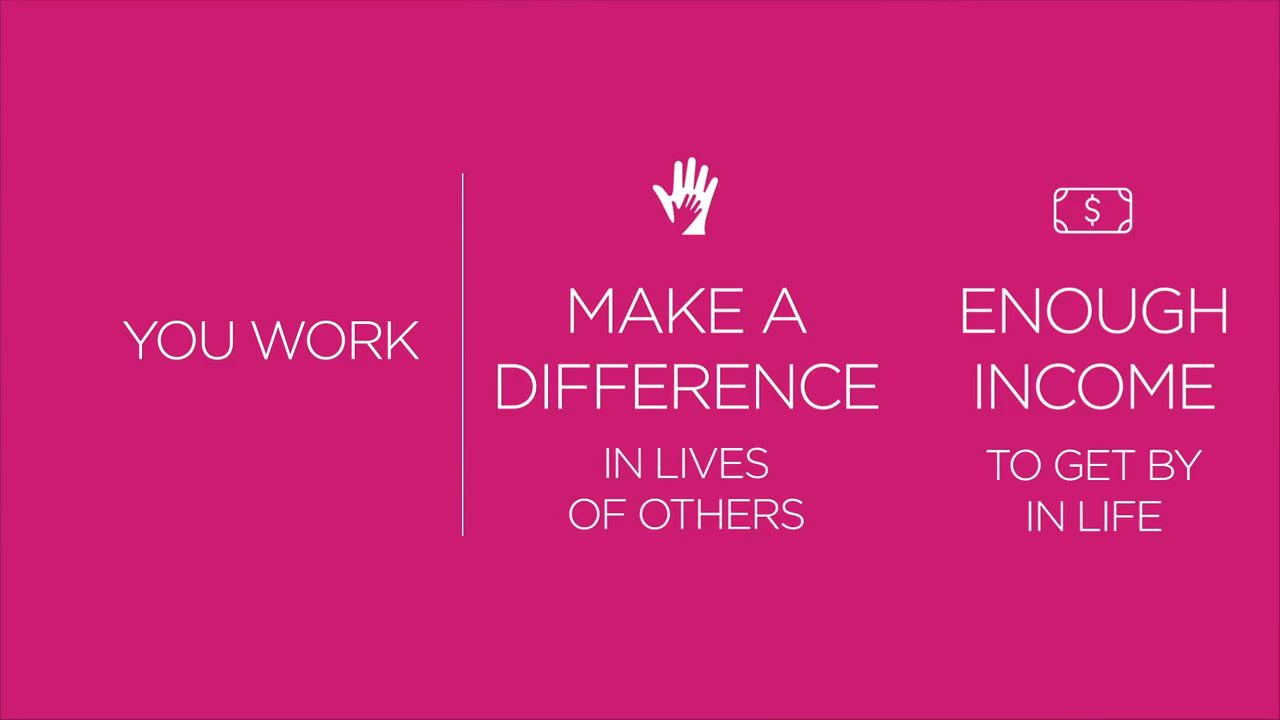 YOU WORK
MAKE A
DIFFERENCE
IN LIVES
OF OTHERS
$
ENOUGH
INCOME
TO GET BY
IN LIFE